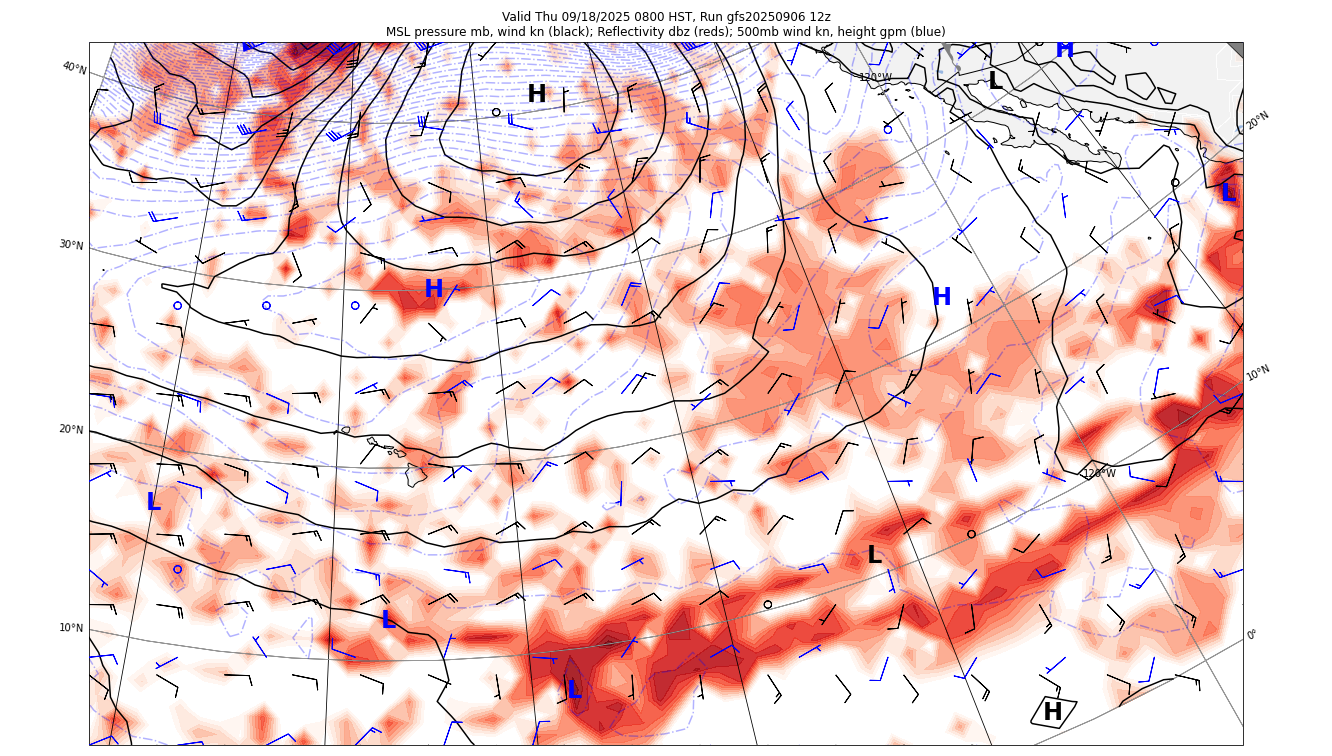 Valid Thu 09/18/2025 0800 HST, Run gfs20250906 12z
MSL pressure mb, wind kn (black); Reflectivity dbz (reds); 500mb wind kn, height gpm (blue)
H
40°N
120°W
L
H
20°N
L
30°N
H
H
10°N
20°N
120°W
L
L
10°N
L
0°
L
H